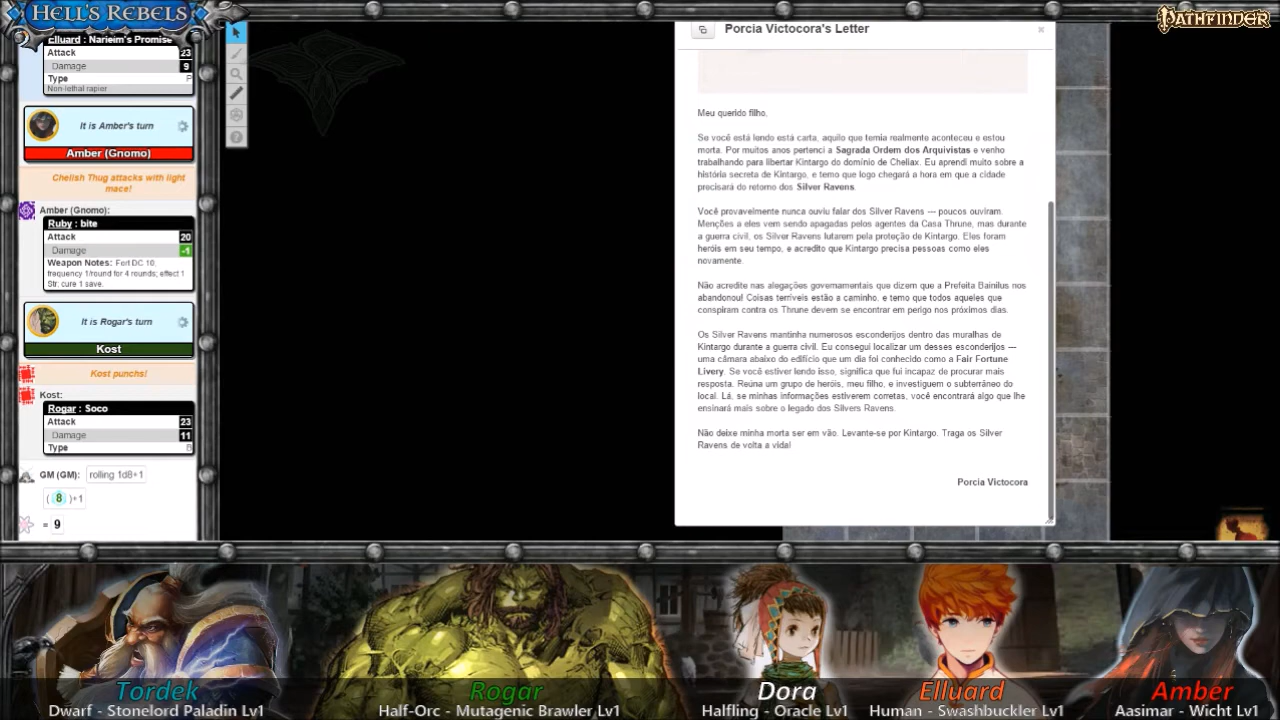 HELL'S REBELS
PATHFINDER
Elluard : Narieim's Promise
Attack 23
Damage 9
Type P
Non-lethal rapier
It is Amber's turn
Amber (Gnomo)
Chelish Thug attacks with light
mace!
Amber (Gnomo):
Ruby : bite
Attack 20
Damage -1
Weapon Notes: Fort DC 10,
frequency 1/round for 4 rounds; effect 1
Str; cure 1 save.
It is Rogar's turn
Kost
Kost punchs!
Kost:
Rogar : Soco
Attack 23
Damage 11
Type B
GM (GM): rolling 1d8+1
( 8 )+1
= 9
Porcia Victocora's Letter
Meu querido filho,
Se você está lendo está carta, aquilo que temia realmente aconteceu e estou
morta. Por muitos anos pertenci a Sagrada Ordem dos Arquivistas e venho
trabalhando para libertar Kintargo do domínio de Cheliax. Eu aprendi muito sobre a
história secreta de Kintargo, e temo que logo chegará a hora em que a cidade
precisará do retorno dos Silver Ravens.
Você provavelmente nunca ouviu falar dos Silver Ravens --- poucos ouviram.
Menções a eles vem sendo apagadas pelos agentes da Casa Thrune, mas durante
a guerra civil, os Silver Ravens lutarem pela proteção de Kintargo. Eles foram
heróis em seu tempo, e acredito que Kintargo precisa pessoas como eles
novamente.
Não acredite nas alegações governamentais que dizem que a Prefeita Bainilus nos
abandonou! Coisas terríveis estão a caminho, e temo que todos aqueles que
conspiram contra os Thrune devem se encontrar em perigo nos próximos dias.
Os Silver Ravens mantinha numerosos esconderijos dentro das muralhas de
Kintargo durante a guerra civil. Eu consegui localizar um desses esconderijos ---
uma câmara abaixo do edifício que um dia foi conhecido como a Fair Fortune
Livery. Se você estiver lendo isso, significa que fui incapaz de procurar mais
resposta. Reúna um grupo de heróis, meu filho, e investiguem o subterrâneo do
local. Lá, se minhas informações estiverem corretas, você encontrará algo que lhe
ensinará mais sobre o legado dos Silvers Ravens.
Não deixe minha morta ser em vão. Levante-se por Kintargo. Traga os Silver
Ravens de volta a vida!
Porcia Victocora
Tordek
Dwarf - Stonelord Paladin Lv1
Rogar
Half-Orc - Mutagenic Brawler Lv1
Dora
Halfling - Oracle Lv1
Elluard
Human - Swashbuckler Lv1
Amber
Aasimar - Wicht Lv1